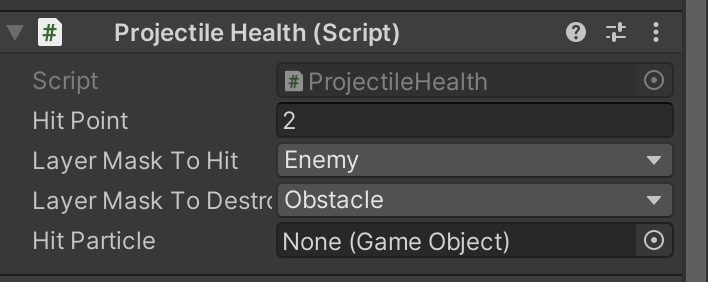 Projectile Health (Script)
Script ProjectileHealth
Hit Point 2
Layer Mask To Hit Enemy
Layer Mask To Destro Obstacle
Hit Particle None (Game Object)